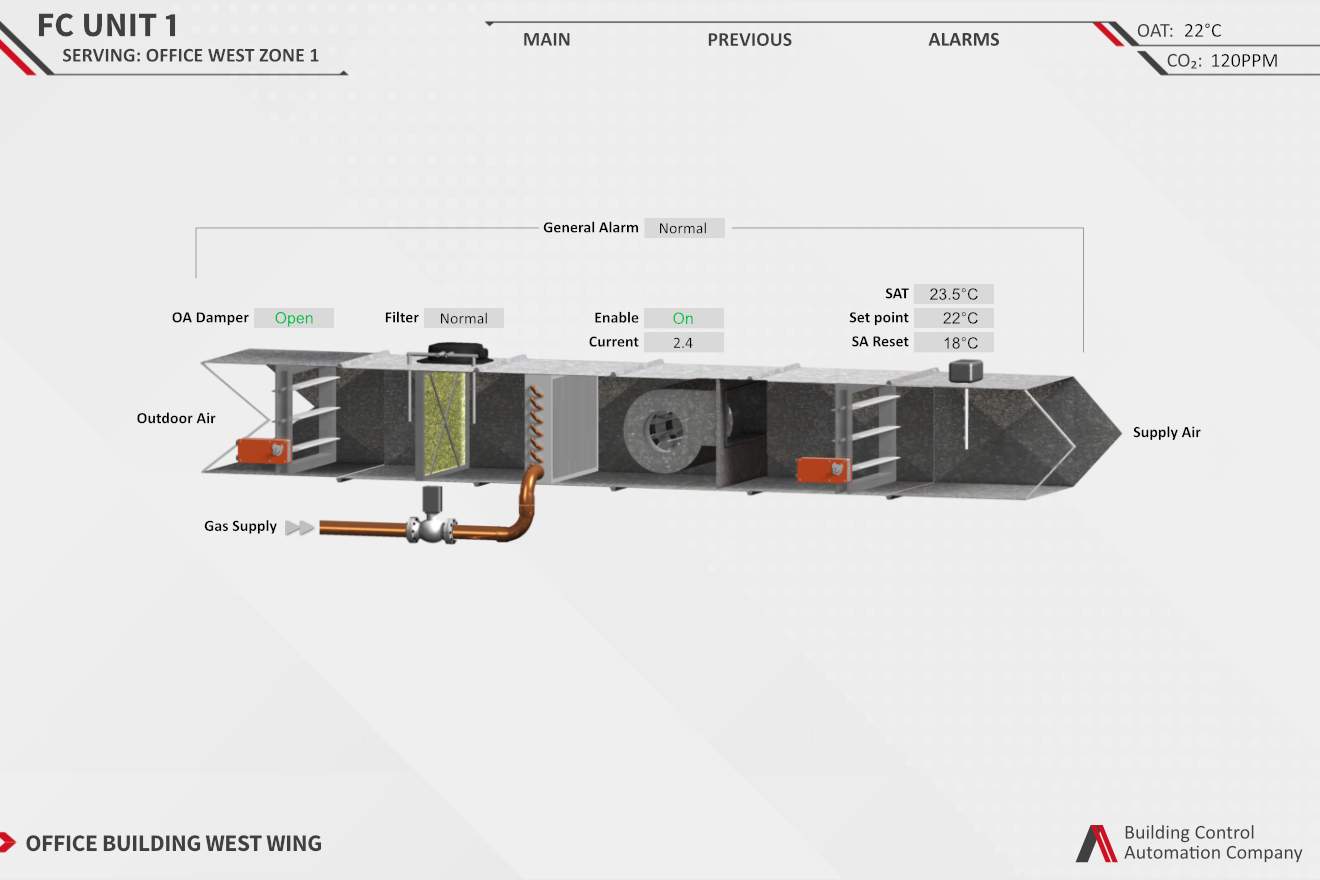 FC UNIT 1
SERVING: OFFICE WEST ZONE 1
MAIN
PREVIOUS
ALARMS
OAT: 22°C
CO₂: 120PPM
General Alarm Normal
SAT 23.5°C
OA Damper Open
Filter Normal
Enable On
Set point 22°C
Current 2.4
SA Reset 18°C
Outdoor Air
Supply Air
Gas Supply
OFFICE BUILDING WEST WING
Building Control
Automation Company